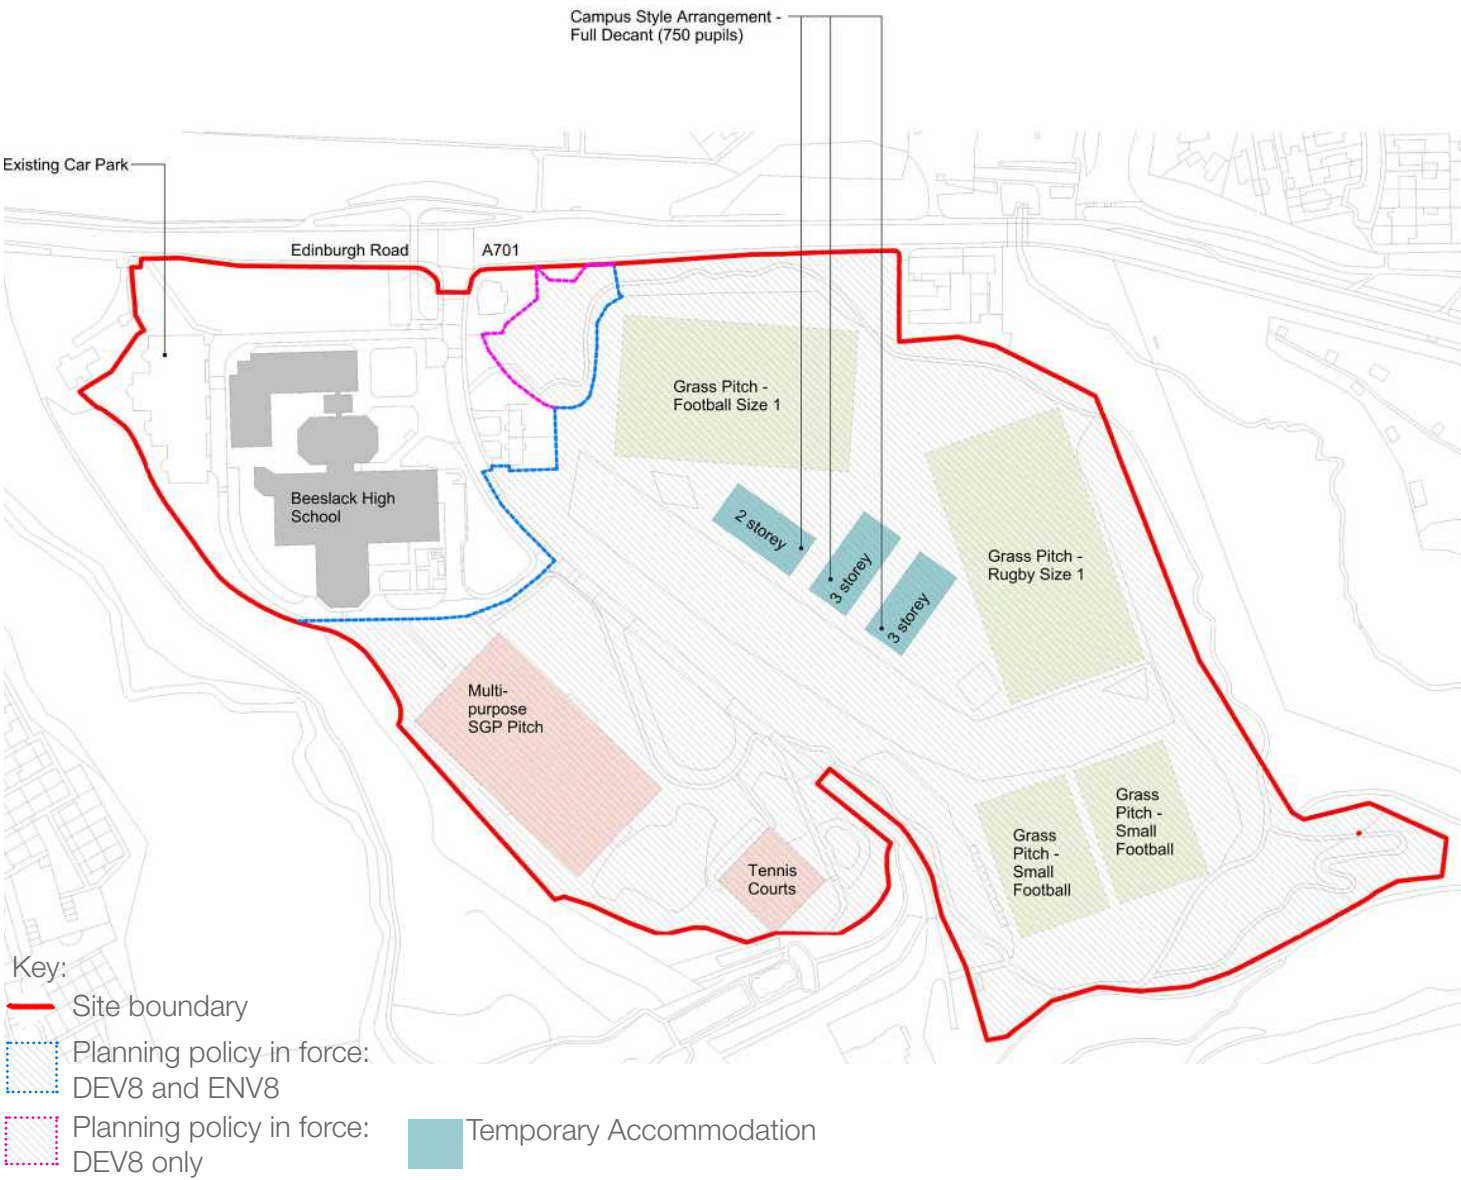 Campus Style Arrangement -
Full Decant (750 pupils)
Existing Car Park
Edinburgh Road
A701
Grass Pitch -
Football Size 1
Beeslack High
School
2 storey
3 storey
3 storey
Grass Pitch -
Rugby Size 1
Multi-
purpose
SGP Pitch
Tennis
Courts
Grass
Pitch -
Small
Football
Grass
Pitch -
Small
Football
Key:
Site boundary
Planning policy in force:
DEV8 and ENV8
Planning policy in force:
DEV8 only
Temporary Accommodation